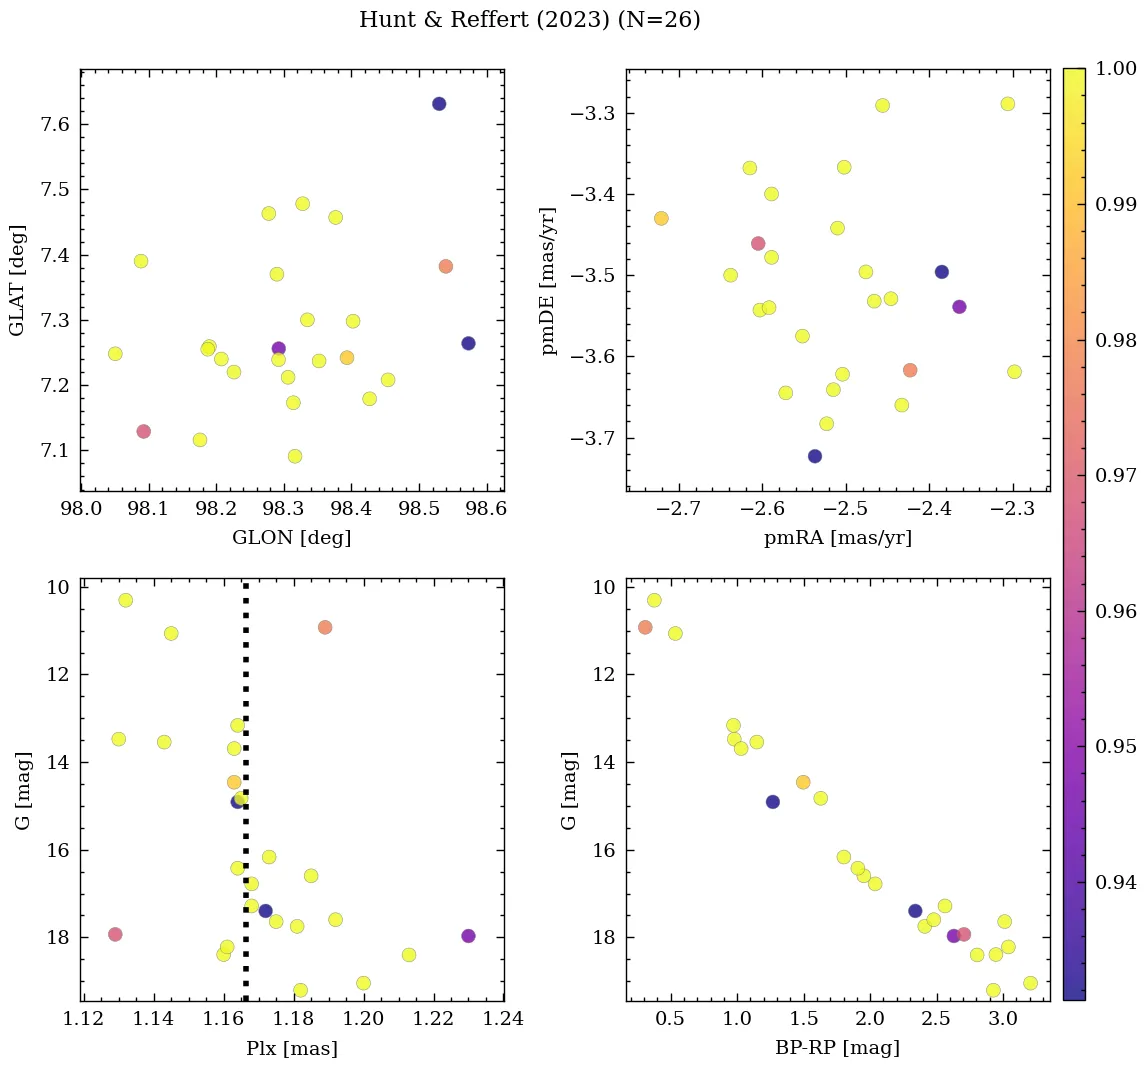 Hunt & Reffert (2023) (N=26)
7.6
7.5
7.4
7.3
7.2
7.1
GLAT [deg]
98.0 98.1 98.2 98.3 98.4 98.5 98.6
GLON [deg]
−3.3
−3.4
−3.5
−3.6
−3.7
pmDE [mas/yr]
−2.7 −2.6 −2.5 −2.4 −2.3
pmRA [mas/yr]
1.00
0.99
0.98
0.97
0.96
0.95
0.94
10
12
14
16
18
G [mag]
1.12 1.14 1.16 1.18 1.20 1.22 1.24
Plx [mas]
10
12
14
16
18
G [mag]
0.5 1.0 1.5 2.0 2.5 3.0
BP-RP [mag]